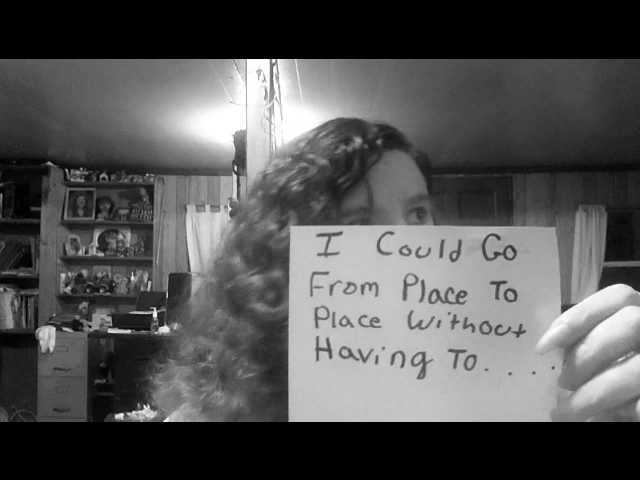 I Could Go
From Place To
Place Without
Having To.....